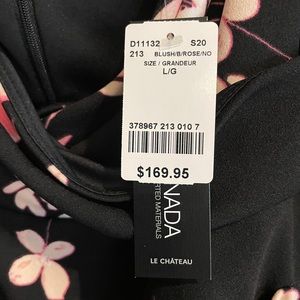 D11132 S20
213 BLUSH/B/ROSE/NO
SIZE / GRANDEUR
L/G
378967 213 010 7
$169.95
NADA
RTED MATERIALS
LE CHÂTEAU